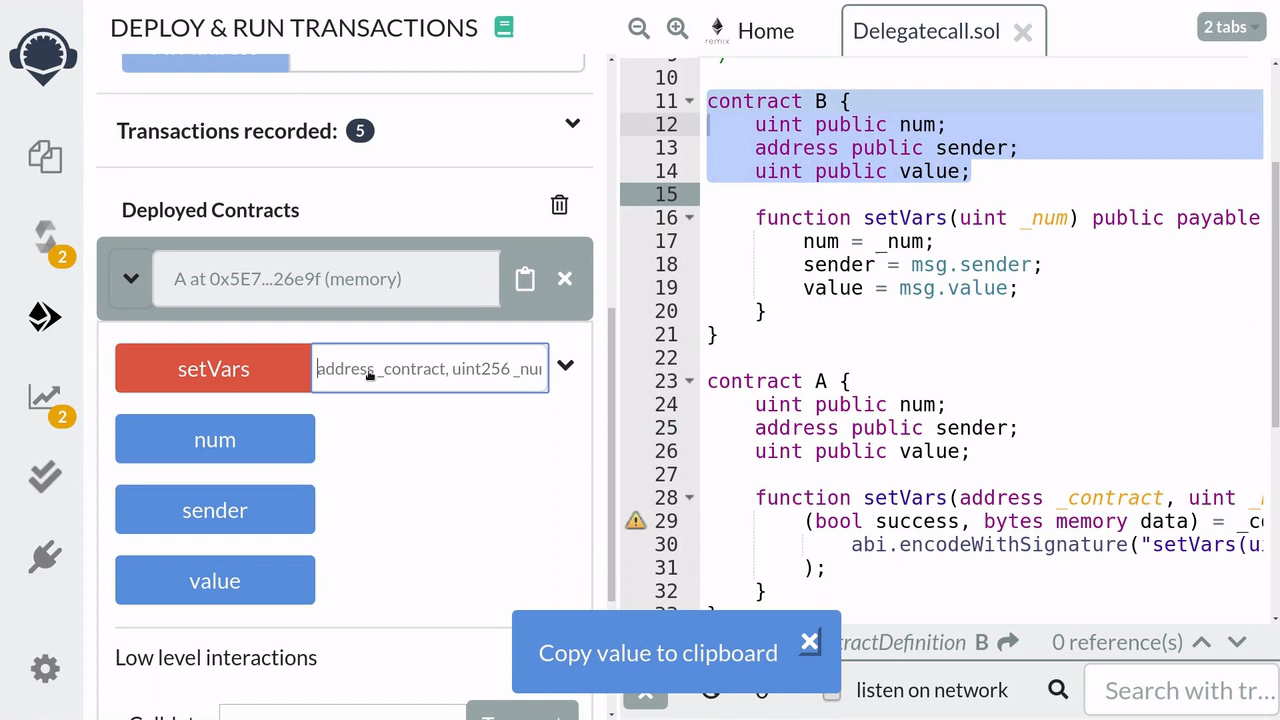 DEPLOY & RUN TRANSACTIONS
Transactions recorded: 5
Deployed Contracts
A at 0x5E7...26e9f (memory)
setVars
address _contract, uint256 _nu
num
sender
value
Low level interactions
2
2
remix
Home
Delegatecall.sol
2 tabs
10
11 contract B {
12 uint public num;
13 address public sender;
14 uint public value;
15
16 function setVars(uint _num) public payable
17 num = _num;
18 sender = msg.sender;
19 value = msg.value;
20 }
21 }
22
23 contract A {
24 uint public num;
25 address public sender;
26 uint public value;
27
28 function setVars(address _contract, uint
29 (bool success, bytes memory data) = _c
30 abi.encodeWithSignature("setVars(u
31 );
32 }
Copy value to clipboard
ractDefinition B
0 reference(s)
listen on network
Search with tr...